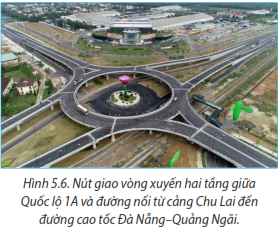 Hình 5.6. Nút giao vòng xuyến hai tầng giữa
Quốc lộ 1A và đường nối từ cảng Chu Lai đến
đường cao tốc Đà Nẵng–Quảng Ngãi.